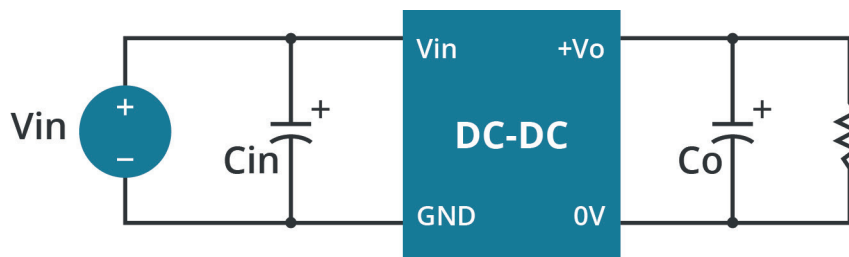 Vin +Vo
Vin + + +
DC-DC
− Cin Co
GND 0V